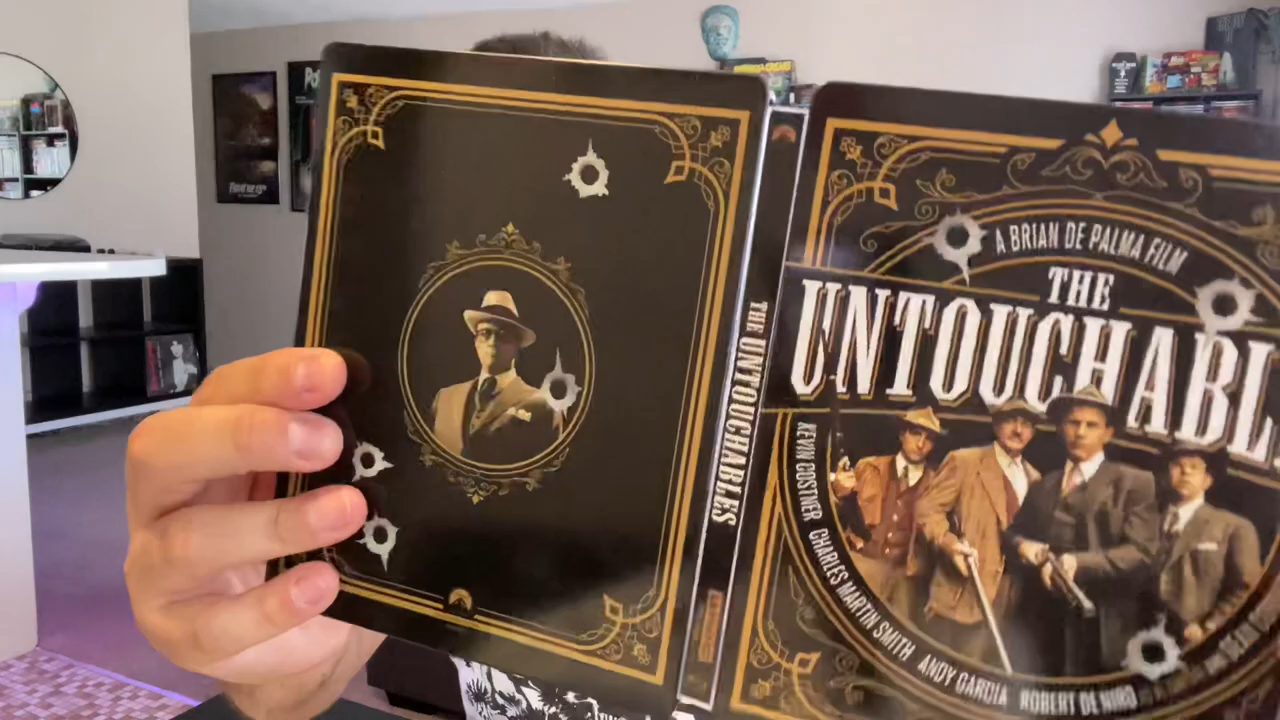 THE UNTOUCHABLES
A BRIAN DE PALMA FILM
THE
UNTOUCHABL
KEVIN COSTNER CHARLES MARTIN SMITH ANDY GARCIA ROBERT DE NIRO